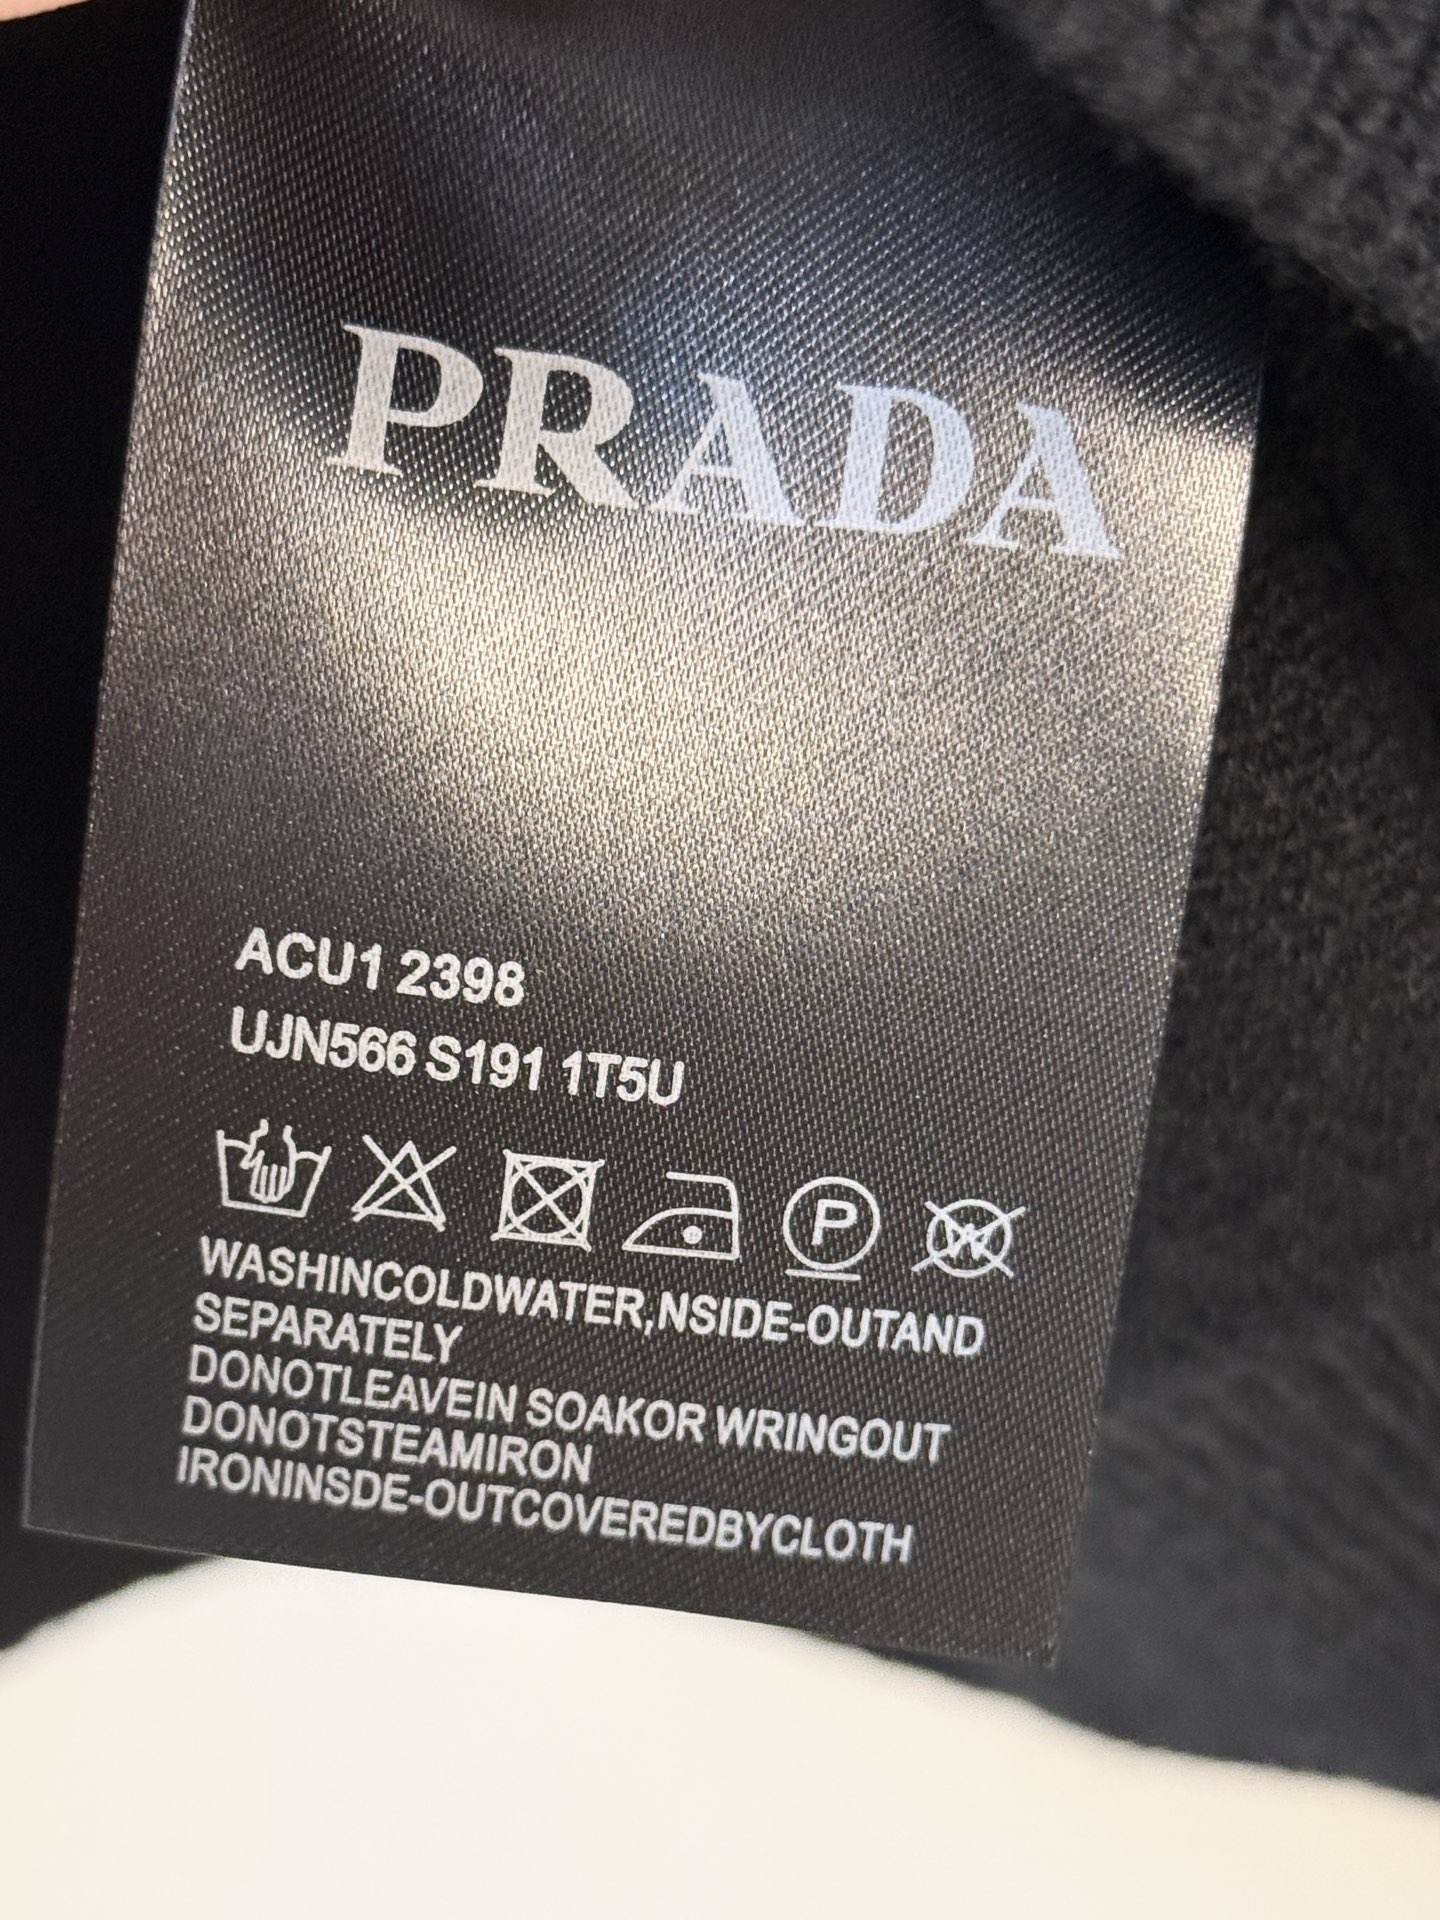 PRADA
ACU1 2398
UJN566 S191 1T5U
P W
WASHINCOLDWATER,NSIDE-OUTAND
SEPARATELY
DONOTLEAVEIN SOAKOR WRINGOUT
DONOTSTEAMIRON
IRONINSDE-OUTCOVEREDBYCLOTH